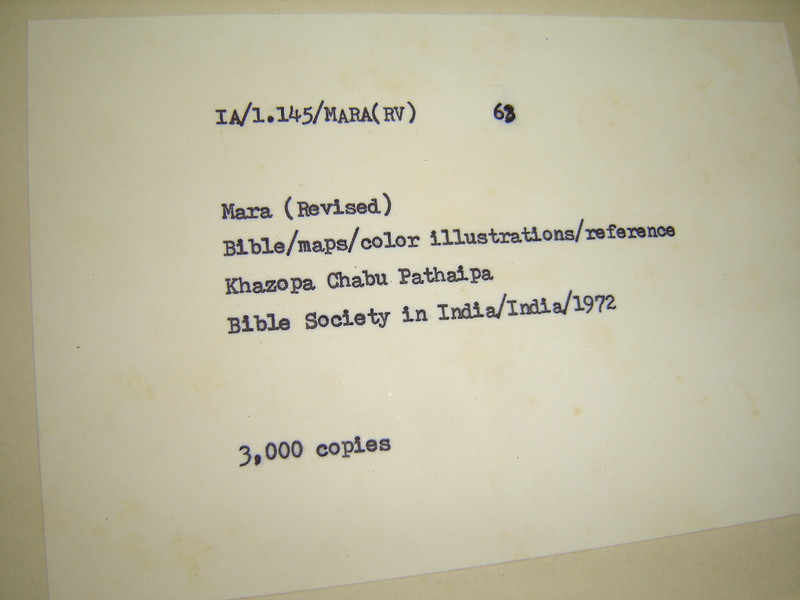 IA/1.145/MARA(RV) 63
Mara (Revised)
Bible/maps/color illustrations/reference
Khazopa Chabu Pathaipa
Bible Society in India/India/1972
3,000 copies